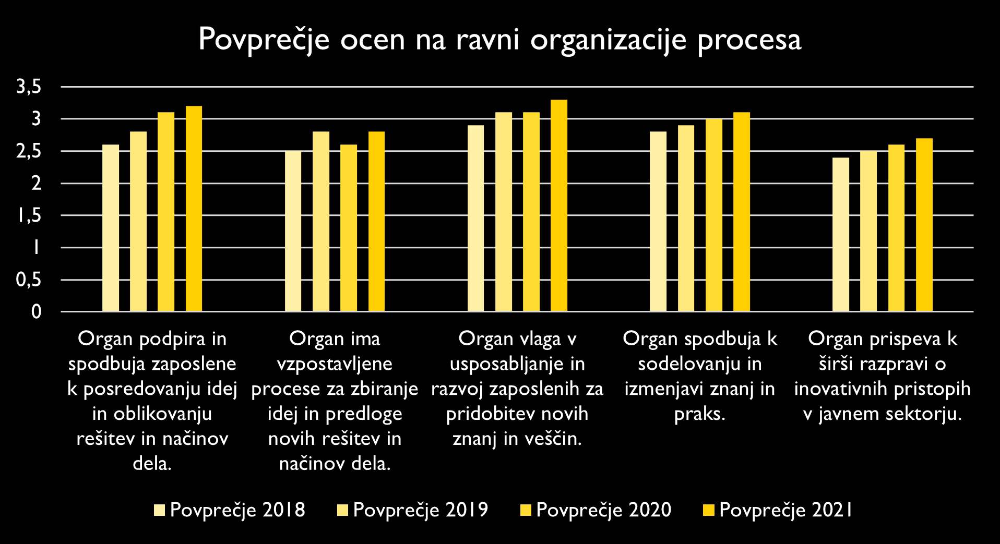 Povprečje ocen na ravni organizacije procesa
3,5
3
2,5
2
1,5
1
0,5
0
Organ podpira in
spodbuja zaposlene
k posredovanju idej
in oblikovanju
rešitev in načinov
dela.
Organ ima
vzpostavljene
procese za zbiranje
idej in predloge
novih rešitev in
načinov dela.
Organ vlaga v
usposabljanje in
razvoj zaposlenih za
pridobitev novih
znanj in veščin.
Organ spodbuja k
sodelovanju in
izmenjavi znanj in
praks.
Organ prispeva k
širši razpravi o
inovativnih pristopih
v javnem sektorju.
Povprečje 2018
Povprečje 2019
Povprečje 2020
Povprečje 2021